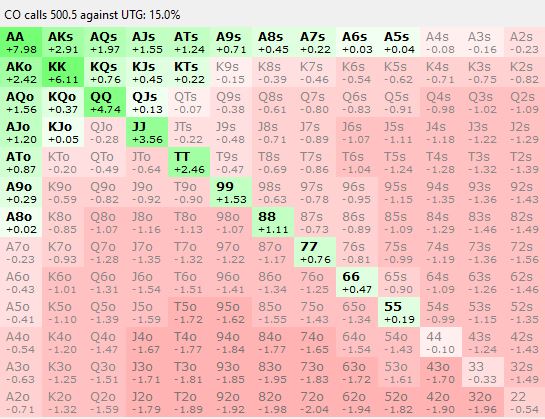 CO calls 500.5 against UTG: 15.0%
AA AKs AQs AJs ATs A9s A8s A7s A6s A5s A4s A3s A2s
+7.98 +2.91 +1.97 +1.55 +1.24 +0.71 +0.45 +0.22 +0.03 +0.04 -0.08 -0.16 -0.23
AKo KK KQs KJs KTs K9s K8s K7s K6s K5s K4s K3s K2s
+2.42 +6.11 +0.76 +0.45 +0.22 -0.15 -0.39 -0.46 -0.54 -0.62 -0.71 -0.75 -0.82
AQo KQo QQ QJs QTs Q9s Q8s Q7s Q6s Q5s Q4s Q3s Q2s
+1.56 +0.37 +4.74 +0.13 -0.07 -0.38 -0.61 -0.80 -0.83 -0.91 -0.98 -1.02 -1.09
AJo KJo QJo JJ JTs J9s J8s J7s J6s J5s J4s J3s J2s
+1.20 +0.05 -0.28 +3.56 -0.22 -0.48 -0.71 -0.89 -1.07 -1.11 -1.18 -1.22 -1.29
ATo KTo QTo JTo TT T9s T8s T7s T6s T5s T4s T3s T2s
+0.87 -0.20 -0.49 -0.64 +2.46 -0.47 -0.69 -0.86 -1.04 -1.24 -1.28 -1.32 -1.39
A9o K9o Q9o J9o T9o 99 98s 97s 96s 95s 94s 93s 92s
+0.29 -0.59 -0.82 -0.92 -0.90 +1.53 -0.63 -0.78 -0.95 -1.15 -1.35 -1.36 -1.43
A8o K8o Q8o J8o T8o 98o 88 87s 86s 85s 84s 83s 82s
+0.02 -0.85 -1.07 -1.16 -1.13 -1.07 +1.11 -0.73 -0.89 -1.09 -1.29 -1.46 -1.49
A7o K7o Q7o J7o T7o 97o 87o 77 76s 75s 74s 73s 72s
-0.23 -0.93 -1.28 -1.35 -1.32 -1.22 -1.17 +0.76 -0.81 -0.99 -1.19 -1.36 -1.56
A6o K6o Q6o J6o T6o 96o 86o 76o 66 65s 64s 63s 62s
-0.43 -1.01 -1.31 -1.54 -1.51 -1.41 -1.34 -1.25 +0.47 -0.90 -1.09 -1.26 -1.46
A5o K5o Q5o J5o T5o 95o 85o 75o 65o 55 54s 53s 52s
-0.41 -1.10 -1.39 -1.59 -1.72 -1.62 -1.55 -1.43 -1.34 +0.19 -0.99 -1.15 -1.35
A4o K4o Q4o J4o T4o 94o 84o 74o 64o 54o 44 43s 42s
-0.54 -1.20 -1.47 -1.67 -1.77 -1.84 -1.77 -1.65 -1.54 -1.43 -0.10 -1.24 -1.43
A3o K3o Q3o J3o T3o 93o 83o 73o 63o 53o 43o 33 32s
-0.63 -1.25 -1.51 -1.71 -1.81 -1.85 -1.95 -1.83 -1.72 -1.61 -1.70 -0.33 -1.49
A2o K2o Q2o J2o T2o 92o 82o 72o 62o 52o 42o 32o 22
-0.71 -1.32 -1.59 -1.79 -1.89 -1.92 -1.98 -2.04 -1.94 -1.82 -1.90 -1.96 -0.54